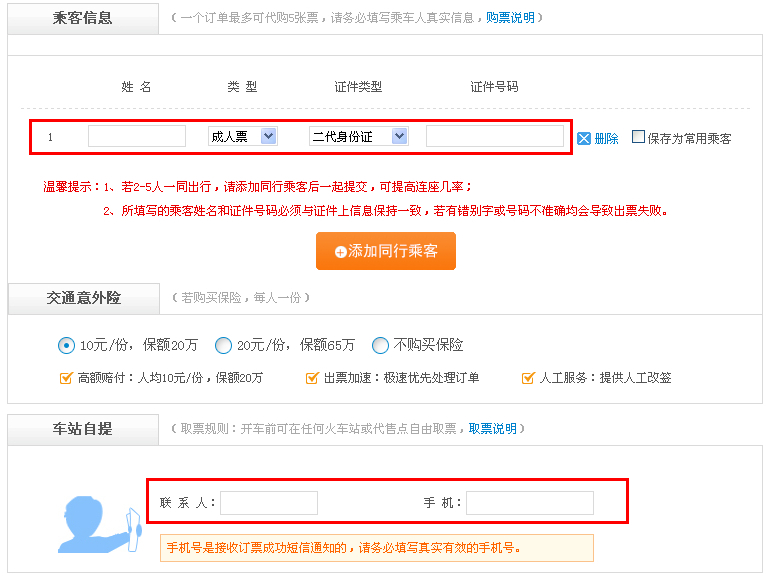 乘客信息 （一个订单最多可代购5张票，请务必填写乘车人真实信息，购票说明）
姓 名 类 型 证件类型 证件号码
1 成人票 二代身份证 删除 保存为常用乘客
温馨提示：1、若2-5人一同出行，请添加同行乘客后一起提交，可提高连座几率；
2、所填写的乘客姓名和证件号码必须与证件上信息保持一致，若有错别字或号码不准确均会导致出票失败。
添加同行乘客
交通意外险 （若购买保险，每人一份）
10元/份，保额20万 20元/份，保额65万 不购买保险
高额赔付：人均10元/份，保额20万 出票加速：极速优先处理订单 人工服务：提供人工改签
车站自提 （取票规则：开车前可在任何火车站或代售点自由取票，取票说明）
联 系 人： 手 机：
手机号是接收订票成功短信通知的，请务必填写真实有效的手机号。